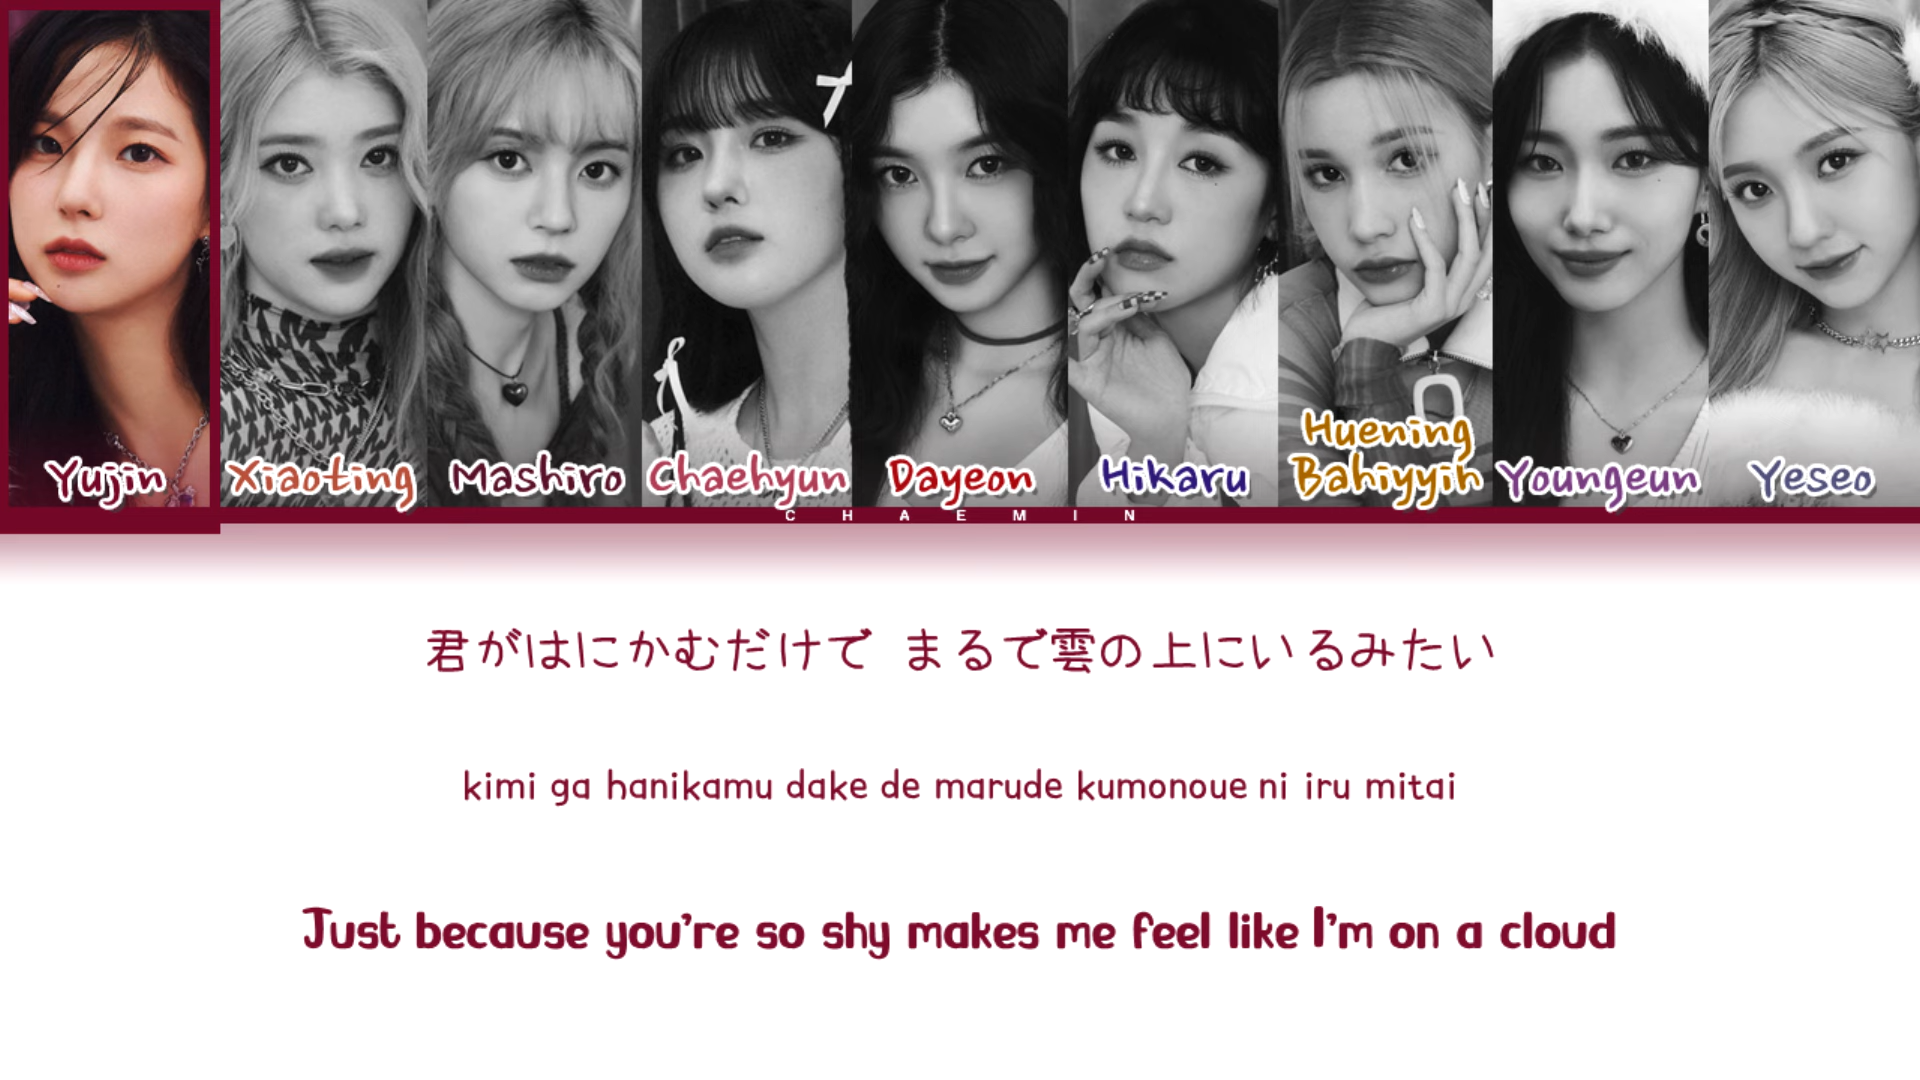 Yujin
Xiaoting
Mashiro
Chaehyun
Dayeon
Hikaru
Huening
Bahiyyih
Youngeun
Yeseo
CHAEMIN
君がはにかむだけで まるで雲の上にいるみたい
kimi ga hanikamu dake de marude kumonoue ni iru mitai
Just because you're so shy makes me feel like I'm on a cloud